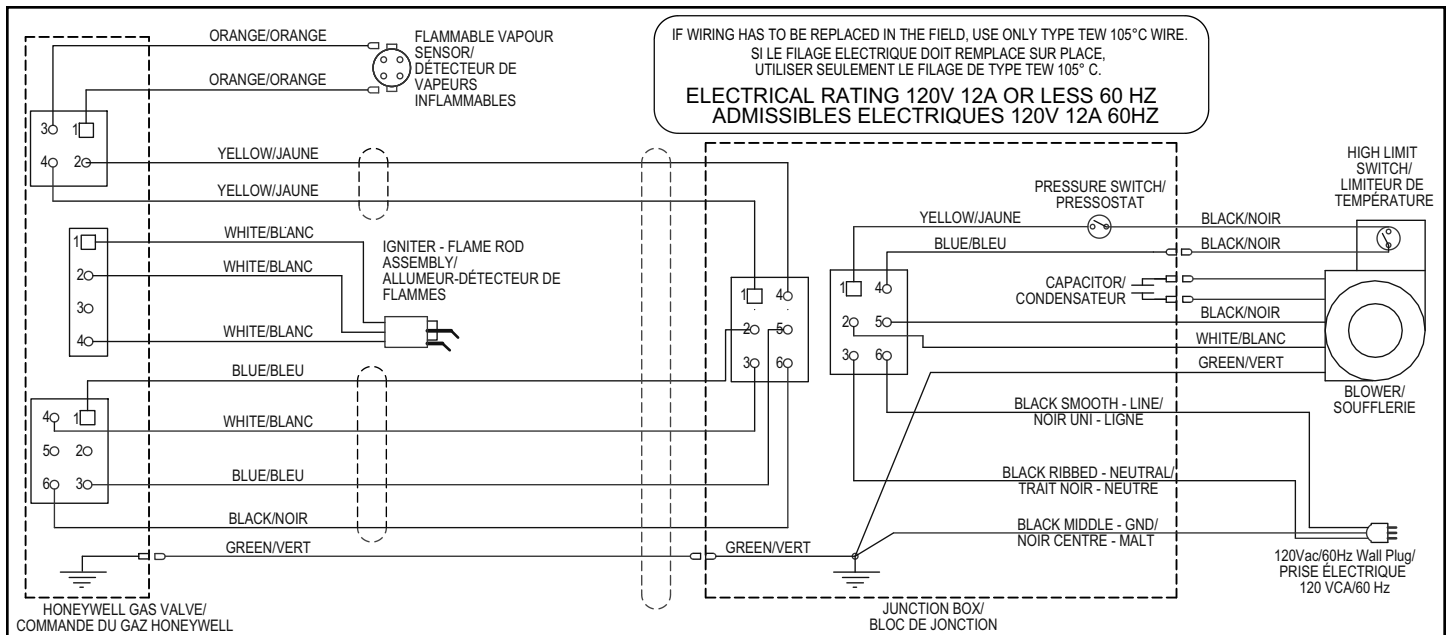 ORANGE/ORANGE
ORANGE/ORANGE
FLAMMABLE VAPOUR
SENSOR/
DÉTECTEUR DE
VAPEURS
INFLAMMABLES
IF WIRING HAS TO BE REPLACED IN THE FIELD, USE ONLY TYPE TEW 105°C WIRE.
SI LE FILAGE ELECTRIQUE DOIT REMPLACE SUR PLACE,
UTILISER SEULEMENT LE FILAGE DE TYPE TEW 105° C.
ELECTRICAL RATING 120V 12A OR LESS 60 HZ
ADMISSIBLES ELECTRIQUES 120V 12A 60HZ
3 1
4 2
YELLOW/JAUNE
YELLOW/JAUNE
1
2
3
4
WHITE/BLANC
WHITE/BLANC
WHITE/BLANC
IGNITER - FLAME ROD
ASSEMBLY/
ALLUMEUR-DÉTECTEUR DE
FLAMMES
4 1
5 2
6 3
BLUE/BLEU
WHITE/BLANC
BLUE/BLEU
BLACK/NOIR
GREEN/VERT
HONEYWELL GAS VALVE/
COMMANDE DU GAZ HONEYWELL
1 4
2 5
3 6
1 4
2 5
3 6
YELLOW/JAUNE
BLUE/BLEU
PRESSURE SWITCH/
PRESSOSTAT
CAPACITOR/
CONDENSATEUR
HIGH LIMIT
SWITCH/
LIMITEUR DE
TEMPÉRATURE
BLACK/NOIR
BLACK/NOIR
BLACK/NOIR
WHITE/BLANC
GREEN/VERT
BLOWER/
SOUFFLERIE
BLACK SMOOTH - LINE/
NOIR UNI - LIGNE
BLACK RIBBED - NEUTRAL/
TRAIT NOIR - NEUTRE
BLACK MIDDLE - GND/
NOIR CENTRE - MALT
GREEN/VERT
120Vac/60Hz Wall Plug/
PRISE ÉLECTRIQUE
120 VCA/60 Hz
JUNCTION BOX/
BLOC DE JONCTION